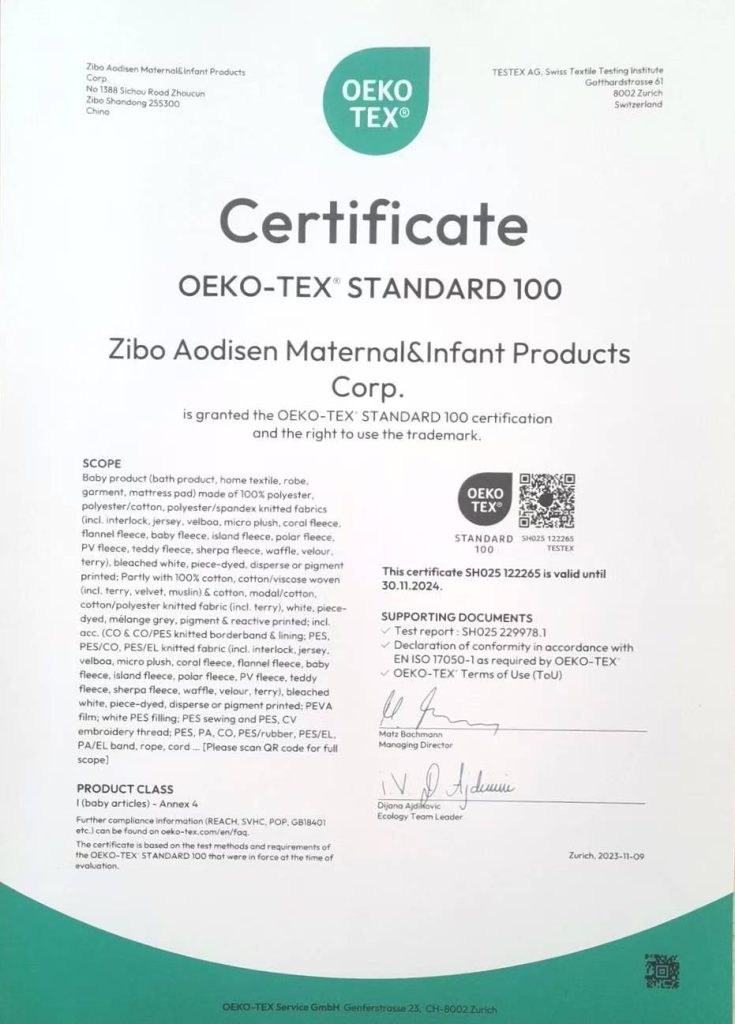 Zibo Aodisen Maternal&Infant Products
Corp.
No 1388 Sichou Road Zhoucun
Zibo Shandong 255300
China
OEKO
TEX®
TESTEX AG, Swiss Textile Testing Institute
Gotthardstrasse 61
8002 Zurich
Switzerland
Certificate
OEKO-TEX® STANDARD 100
Zibo Aodisen Maternal&Infant Products
Corp.
is granted the OEKO-TEX® STANDARD 100 certification
and the right to use the trademark.
SCOPE
Baby product (bath product, home textile, robe,
garment, mattress pad) made of 100% polyester,
polyester/cotton, polyester/spandex knitted fabrics
(incl. interlock, jersey, velboa, micro plush, coral fleece,
flannel fleece, baby fleece, island fleece, polar fleece,
PV fleece, teddy fleece, sherpa fleece, waffle, velour,
terry), bleached white, piece-dyed, disperse or pigment
printed; Partly with 100% cotton, cotton/viscose woven
(incl. terry, velvet, muslin) & cotton, modal/cotton,
cotton/polyester knitted fabric (incl. terry), white, piece-
dyed, mélange grey, pigment & reactive printed; incl.
acc. (CO & CO/PES knitted borderband & lining; PES,
PES/CO, PES/EL knitted fabric (incl. interlock, jersey,
velboa, micro plush, coral fleece, flannel fleece, baby
fleece, island fleece, polar fleece, PV fleece, teddy
fleece, sherpa fleece, waffle, velour, terry), bleached
white, piece-dyed, disperse or pigment printed; PEVA
film; white PES filling; PES sewing and PES, CV
embroidery thread; PES, PA, CO, PES/rubber, PES/EL,
PA/EL band, rope, cord ... [Please scan QR code for full
scope]
PRODUCT CLASS
I (baby articles) - Annex 4
Further compliance information (REACH, SVHC, POP, GB18401
etc.) can be found on oeko-tex.com/en/faq.
The certificate is based on the test methods and requirements of
the OEKO-TEX® STANDARD 100 that were in force at the time of
evaluation.
OEKO
TEX®
STANDARD
100
SH025 122265
TESTEX
This certificate SH025 122265 is valid until
30.11.2024.
SUPPORTING DOCUMENTS
✓ Test report : SH025 229978.1
✓ Declaration of conformity in accordance with
EN ISO 17050-1 as required by OEKO-TEX®
✓ OEKO-TEX® Terms of Use (ToU)
Matz Bachmann
Managing Director
i.V. D Ajdinovic
Dijana Ajdinovic
Ecology Team Leader
Zurich, 2023-11-09
OEKO-TEX Service GmbH Genferstrasse 23, CH-8002 Zurich